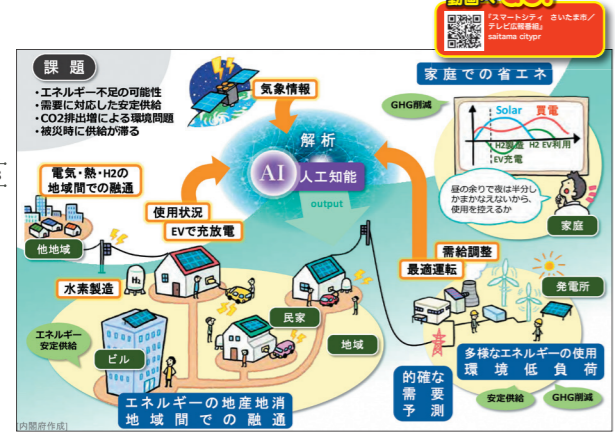 動画へGO!
『スマートシティ さいたま市／
テレビ広報番組』
saitama citypr
課題
・エネルギー不足の可能性
・需要に対応した安定供給
・CO2排出増による環境問題
・被災時に供給が滞る
気象情報
家庭での省エネ
GHG削減
Solar 買電
H2製造 H2 EV利用
EV充電
昼の余りで夜は半分し
かまかなえないから、
使用を控えるか
家庭
解析
AI 人工知能
output
電気・熱・H2の
地域間での融通
他地域
使用状況
EVで充放電
水素製造
H2
需給調整
最適運転
発電所
民家
地域
エネルギー
安定供給
ビル
エネルギーの地産地消
地域間での融通
的確な
需要
予測
多様なエネルギーの使用
環境低負荷
安定供給
GHG削減
[内閣府作成]